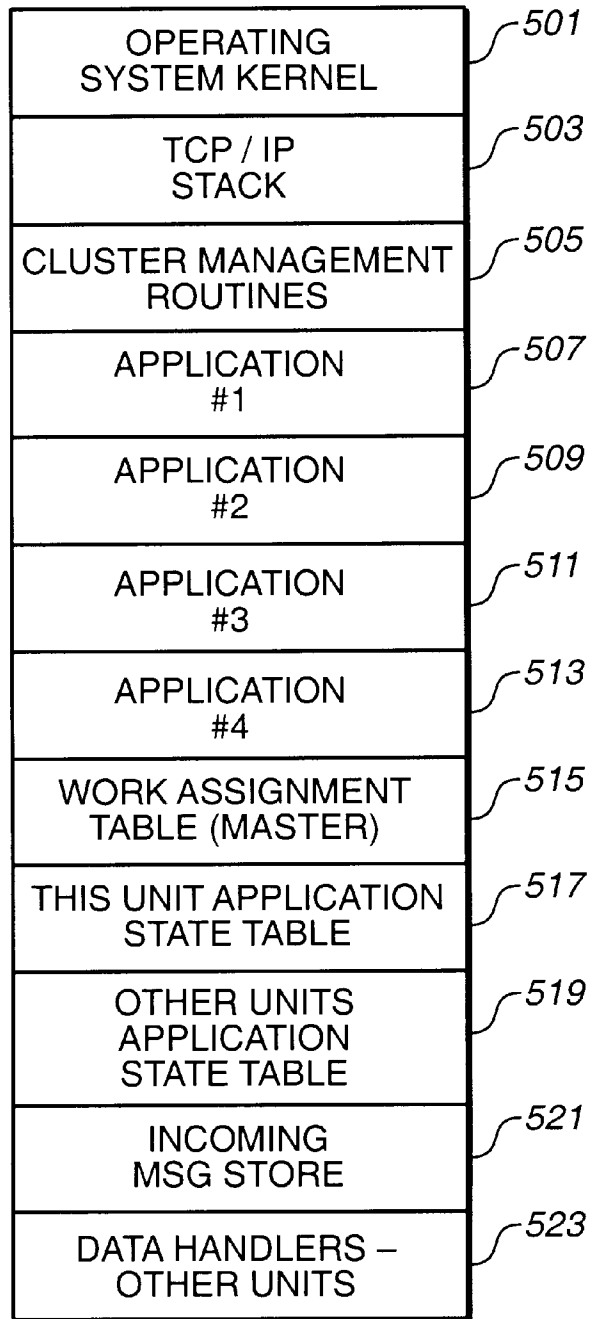 OPERATING
SYSTEM KERNEL
501
TCP / IP
STACK
503
CLUSTER MANAGEMENT
ROUTINES
505
APPLICATION
#1
507
APPLICATION
#2
509
APPLICATION
#3
511
APPLICATION
#4
513
WORK ASSIGNMENT
TABLE (MASTER)
515
THIS UNIT APPLICATION
STATE TABLE
517
OTHER UNITS
APPLICATION
STATE TABLE
519
INCOMING
MSG STORE
521
DATA HANDLERS –
OTHER UNITS
523